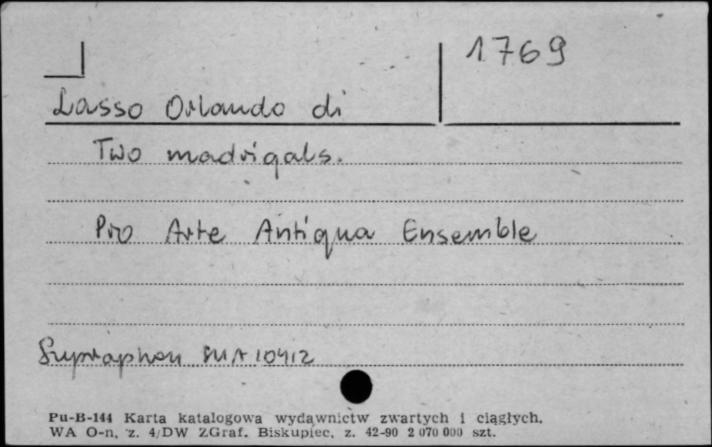 1769
Lasso Orlando di
Two madrigals.
Pro Arte Antiqua Ensemble
Supraphon SUA 10412
Pu-B-144 Karta katalogowa wydawnictw zwartych i ciągłych.
WA O-n, z. 4/DW ZGraf. Biskupiec, z. 42-90 2 070 000 szt.